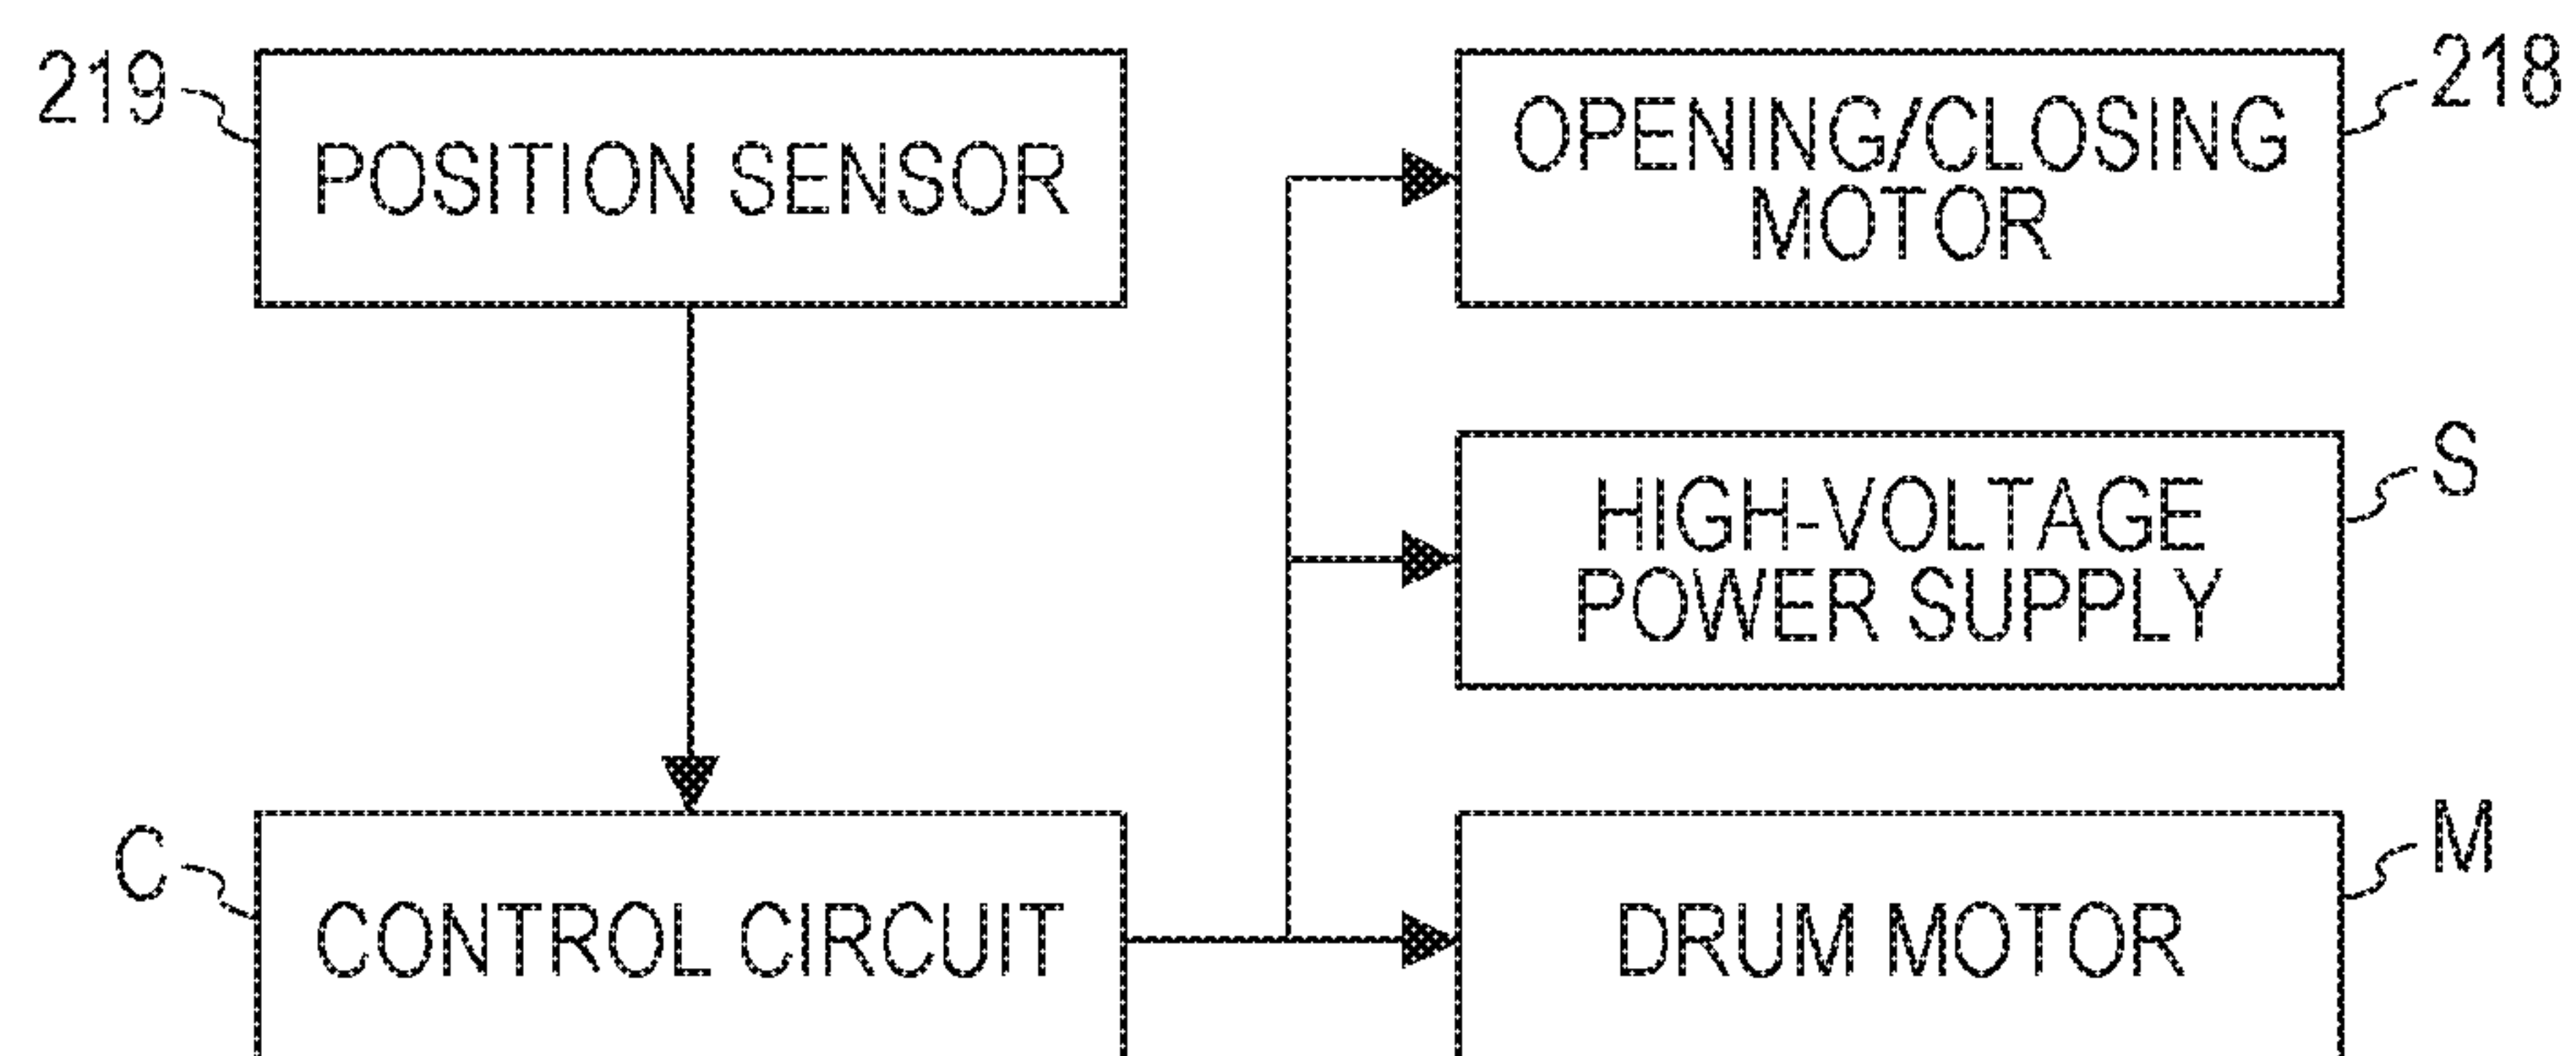 219
POSITION SENSOR
OPENING/CLOSING
MOTOR
218
HIGH-VOLTAGE
POWER SUPPLY
S
C
CONTROL CIRCUIT
DRUM MOTOR
M